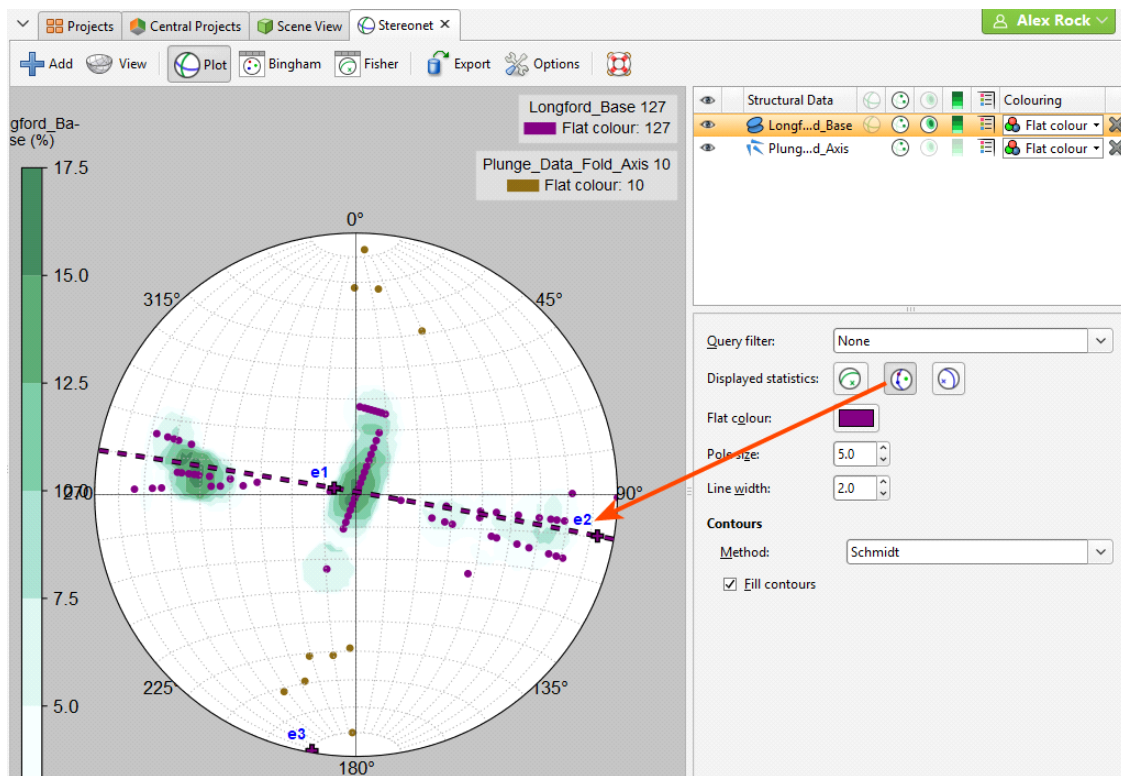 Projects Central Projects Scene View Stereonet ✕ Alex Rock
Add View Plot Bingham Fisher Export Options
gford_Ba-
se (%)
17.5
15.0
12.5
7.5
5.0
Longford_Base 127
Flat colour: 127
Plunge_Data_Fold_Axis 10
Flat colour: 10
0°
45°
90°
135°
180°
225°
315°
e1
e2
e3
Structural Data Colouring
Longf...d_Base Flat colour
Plung...d_Axis Flat colour
Query filter: None
Displayed statistics:
Flat colour:
Pole size: 5.0
Line width: 2.0
Contours
Method: Schmidt
Fill contours